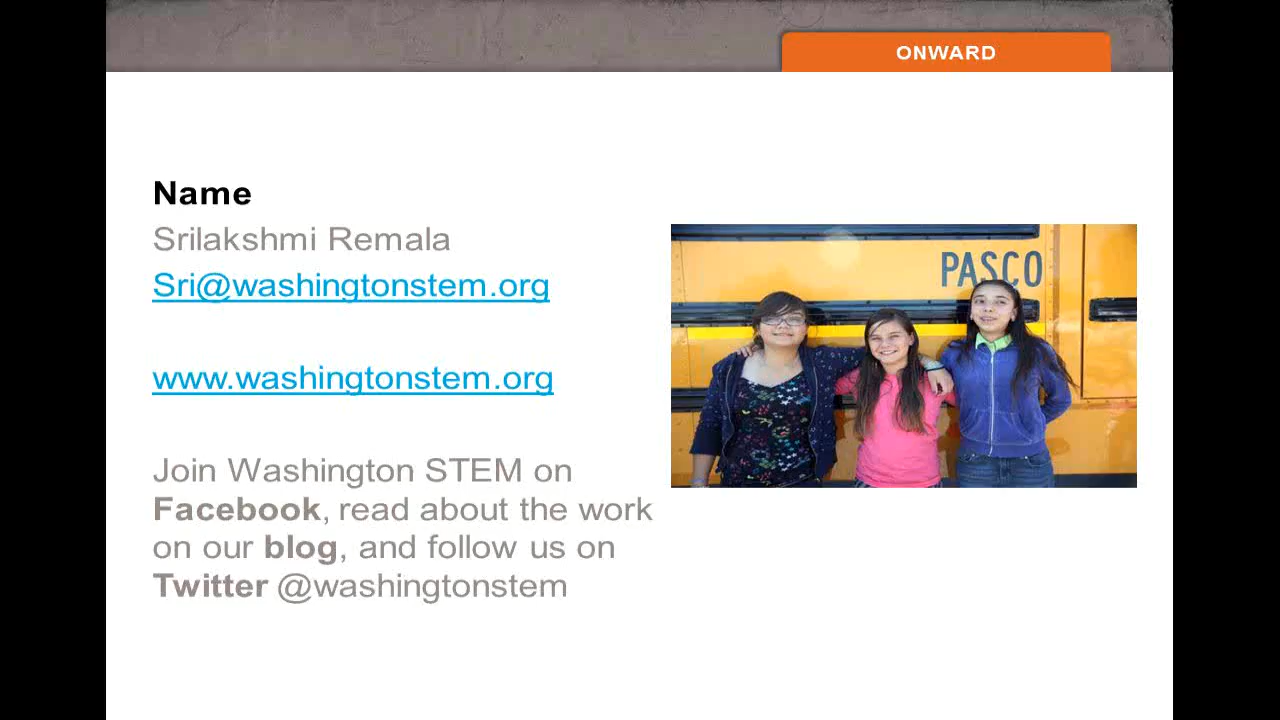 ONWARD
Name
Srilakshmi Remala
Sri@washingtonstem.org
www.washingtonstem.org
PASCO
Join Washington STEM on
Facebook, read about the work
on our blog, and follow us on
Twitter @washingtonstem